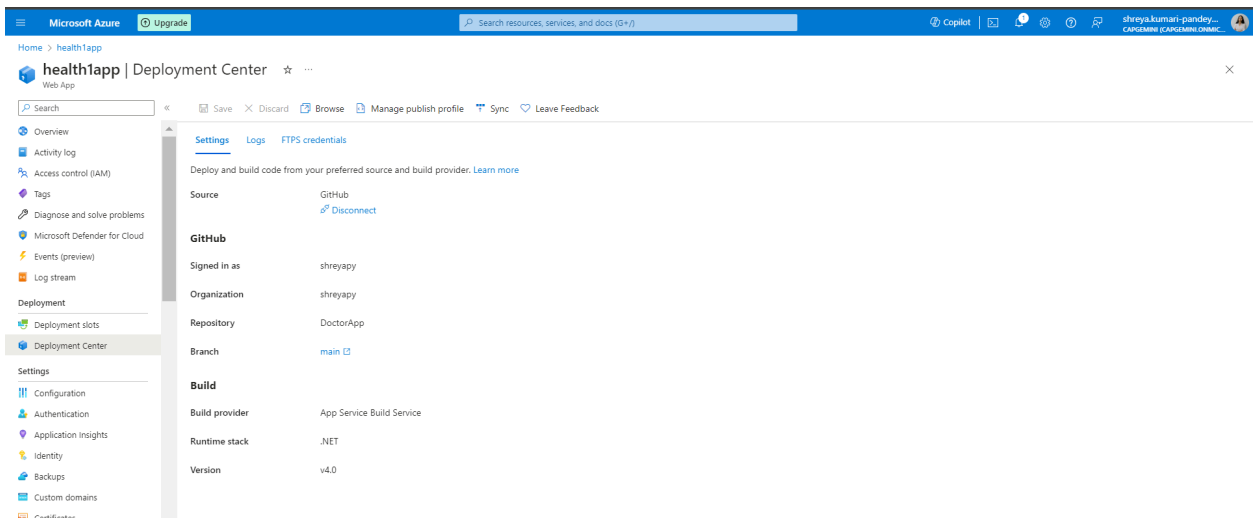 Microsoft Azure
Upgrade
Search resources, services, and docs (G+/)
Copilot
1
shreya.kumari-pandey...
CAPGEMINI (CAPGEMINI.ONMIC...
Home > health1app
health1app | Deployment Center
Web App
Search
Save
Discard
Browse
Manage publish profile
Sync
Leave Feedback
Overview
Activity log
Access control (IAM)
Tags
Diagnose and solve problems
Microsoft Defender for Cloud
Events (preview)
Log stream
Deployment
Deployment slots
Deployment Center
Settings
Configuration
Authentication
Application Insights
Identity
Backups
Custom domains
Certificates
Settings
Logs
FTPS credentials
Deploy and build code from your preferred source and build provider. Learn more
Source GitHub
Disconnect
GitHub
Signed in as shreyapy
Organization shreyapy
Repository DoctorApp
Branch main
Build
Build provider App Service Build Service
Runtime stack .NET
Version v4.0